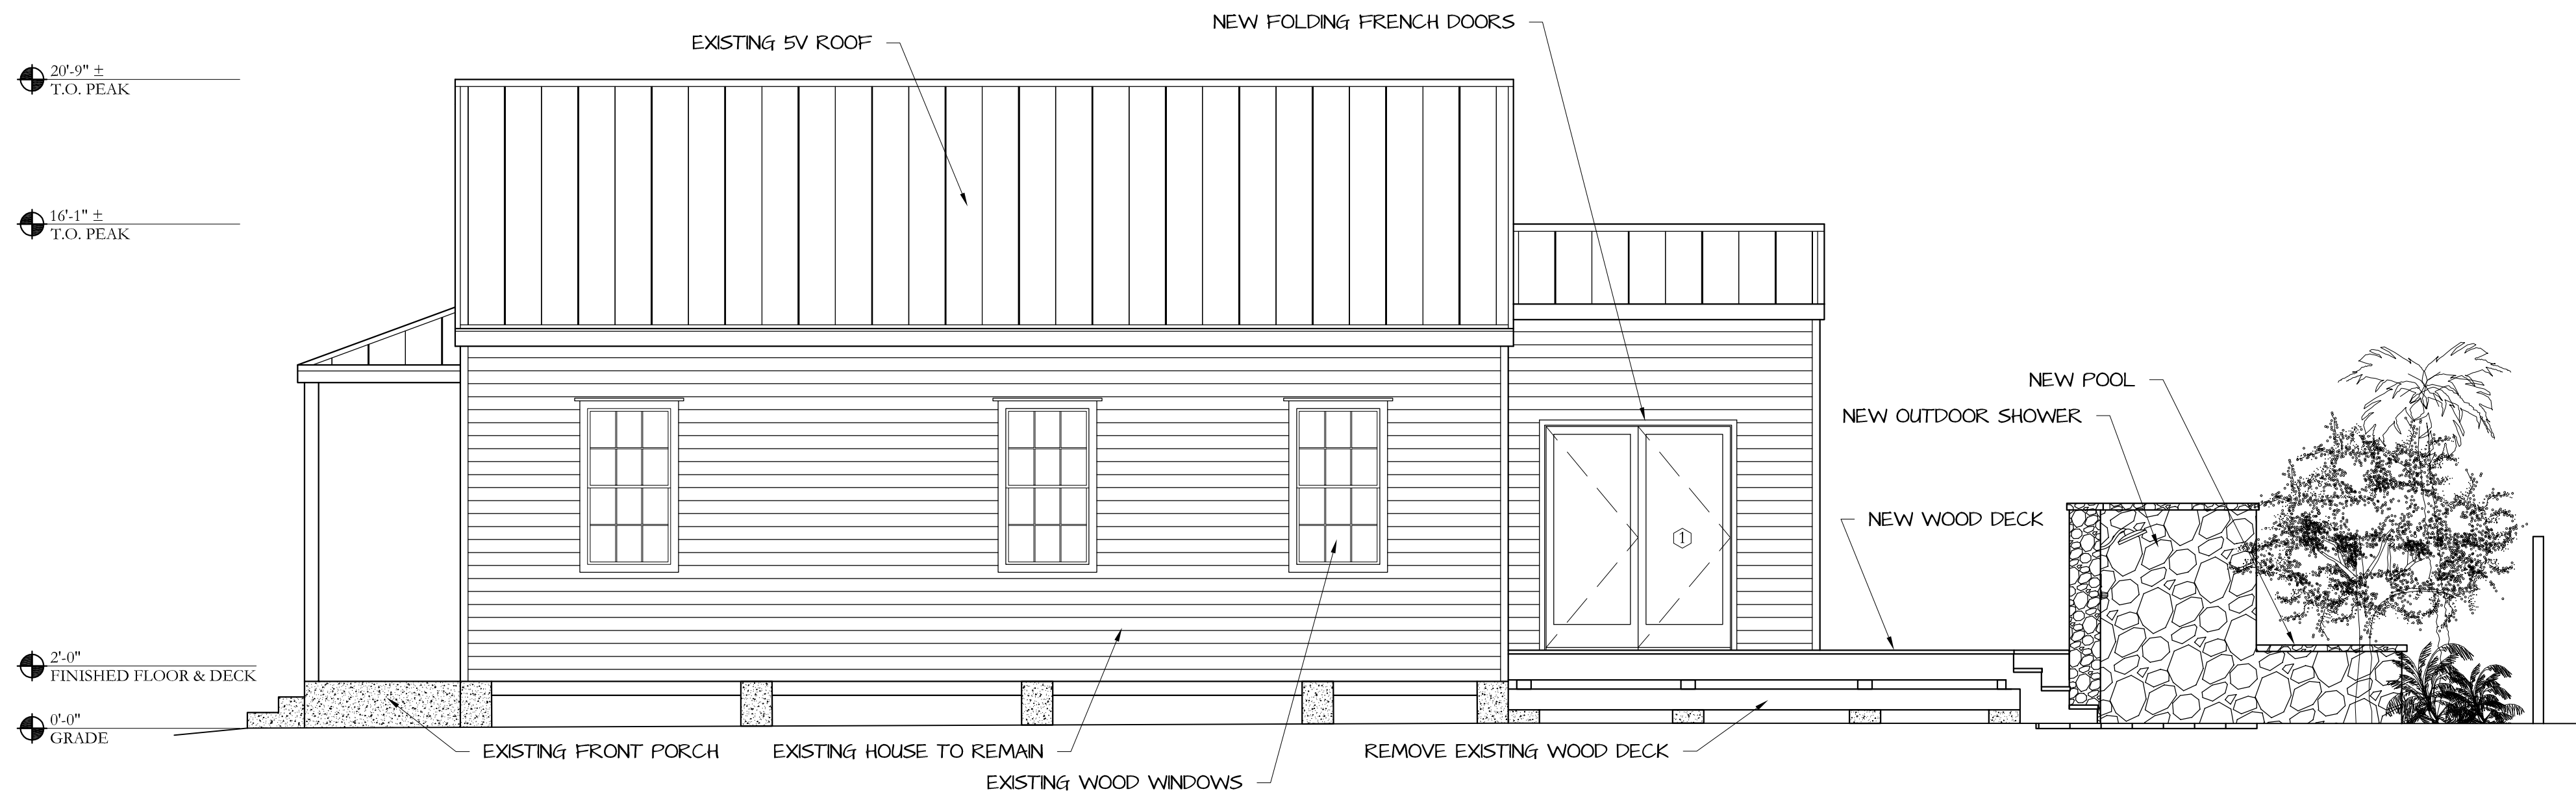 NEW FOLDING FRENCH DOORS
EXISTING 5V ROOF
20'-9" ±
T.O. PEAK
16'-1" ±
T.O. PEAK
NEW POOL
NEW OUTDOOR SHOWER
NEW WOOD DECK
1
2'-0"
FINISHED FLOOR & DECK
0'-0"
GRADE
EXISTING FRONT PORCH
EXISTING HOUSE TO REMAIN
REMOVE EXISTING WOOD DECK
EXISTING WOOD WINDOWS